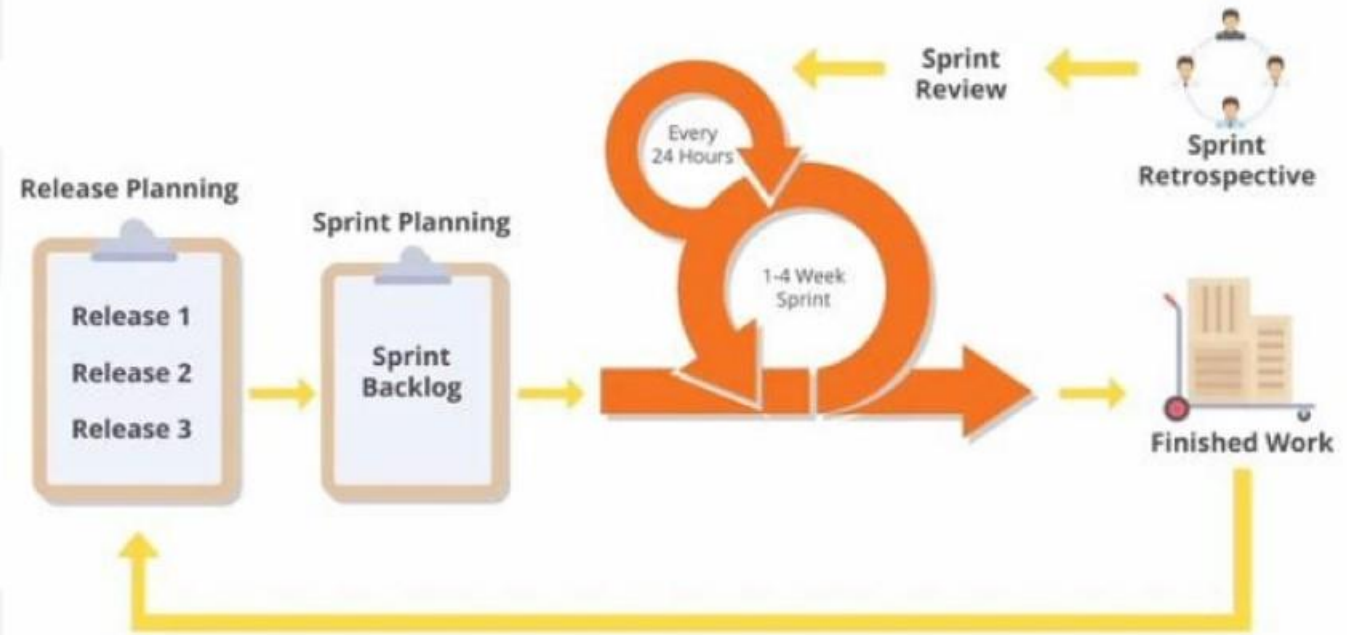 Release Planning
Release 1
Release 2
Release 3
Sprint Planning
Sprint
Backlog
Every
24 Hours
1-4 Week
Sprint
Sprint
Review
Sprint
Retrospective
Finished Work